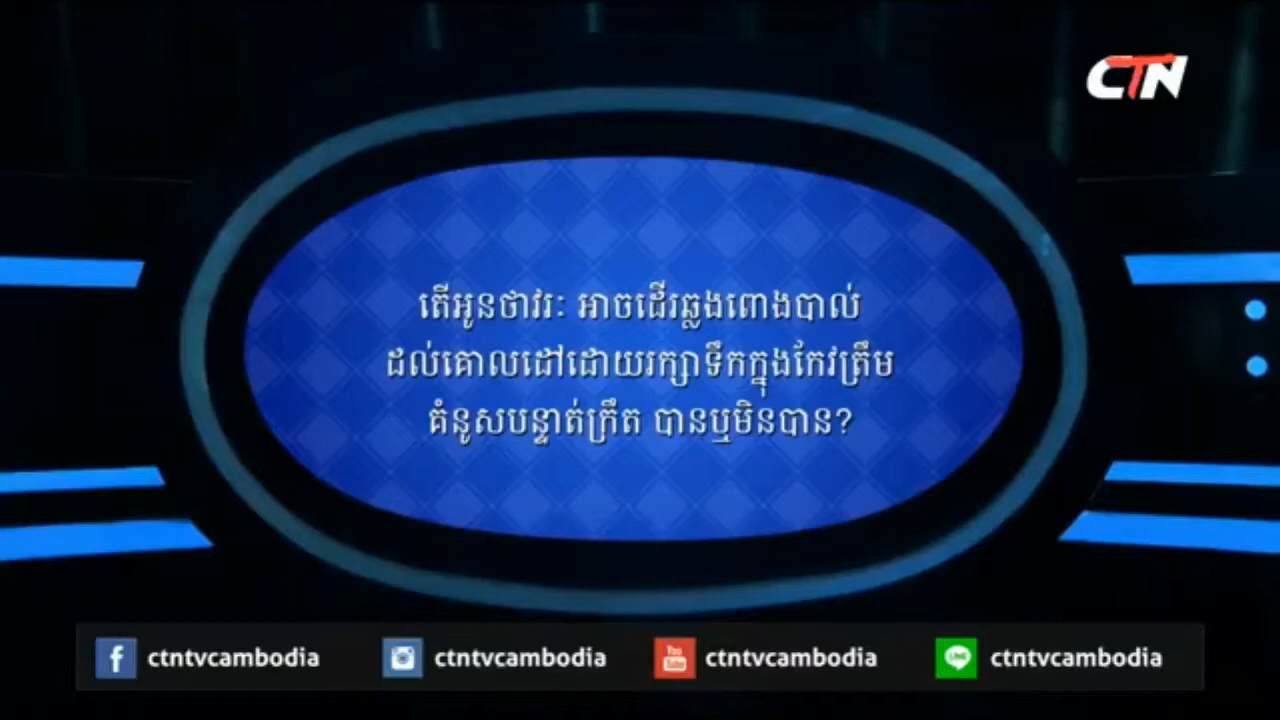 CTN
តើអូនថាវរៈ អាចដើរឆ្លងពោងបាល់
ដល់គោលដៅដោយរក្សាទឹកក្នុងកែវត្រឹម
គំនូសបន្ទាត់ក្រឹត បានឬមិនបាន?
ctntvcambodia ctntvcambodia ctntvcambodia ctntvcambodia